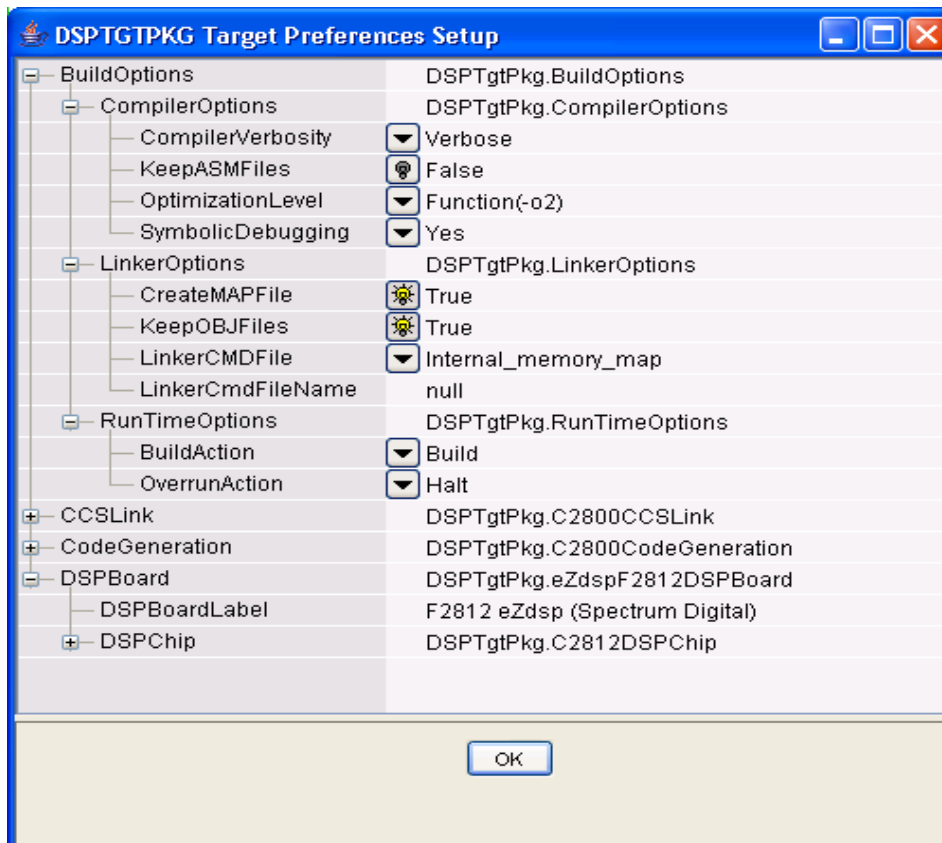 DSPTGTPKG Target Preferences Setup
BuildOptions DSPTgtPkg.BuildOptions
CompilerOptions DSPTgtPkg.CompilerOptions
CompilerVerbosity Verbose
KeepASMFiles False
OptimizationLevel Function(-o2)
SymbolicDebugging Yes
LinkerOptions DSPTgtPkg.LinkerOptions
CreateMAPFile True
KeepOBJFiles True
LinkerCMDFile Internal_memory_map
LinkerCmdFileName null
RunTimeOptions DSPTgtPkg.RunTimeOptions
BuildAction Build
OverrunAction Halt
CCSLink DSPTgtPkg.C2800CCSLink
CodeGeneration DSPTgtPkg.C2800CodeGeneration
DSPBoard DSPTgtPkg.eZdspF2812DSPBoard
DSPBoardLabel F2812 eZdsp (Spectrum Digital)
DSPChip DSPTgtPkg.C2812DSPChip
OK